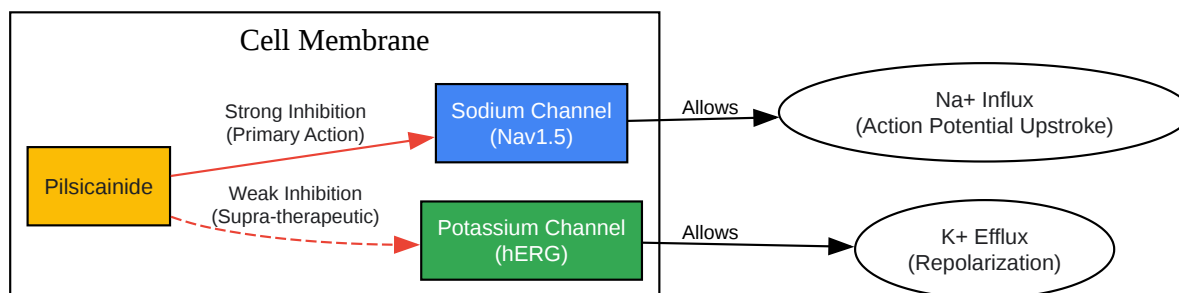 Cell Membrane
Strong Inhibition
(Primary Action)
Sodium Channel
(Nav1.5)
Allows
Na+ Influx
(Action Potential Upstroke)
Pilsicainide
Weak Inhibition
(Supra-therapeutic)
Potassium Channel
(hERG)
Allows
K+ Efflux
(Repolarization)